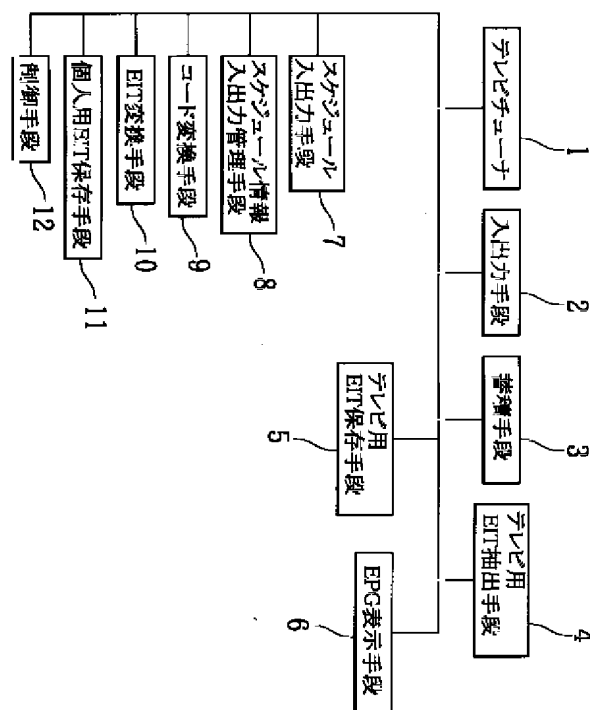 テレビチューナ
1
入出力手段
2
蓄積手段
3
テレビ用
EIT抽出手段
4
テレビ用
EIT保存手段
5
EPG表示手段
6
スケジュール
入出力手段
7
スケジュール情報
入出力管理手段
8
コード変換手段
9
EIT変換手段
10
個人用EIT保存手段
11
制御手段
12